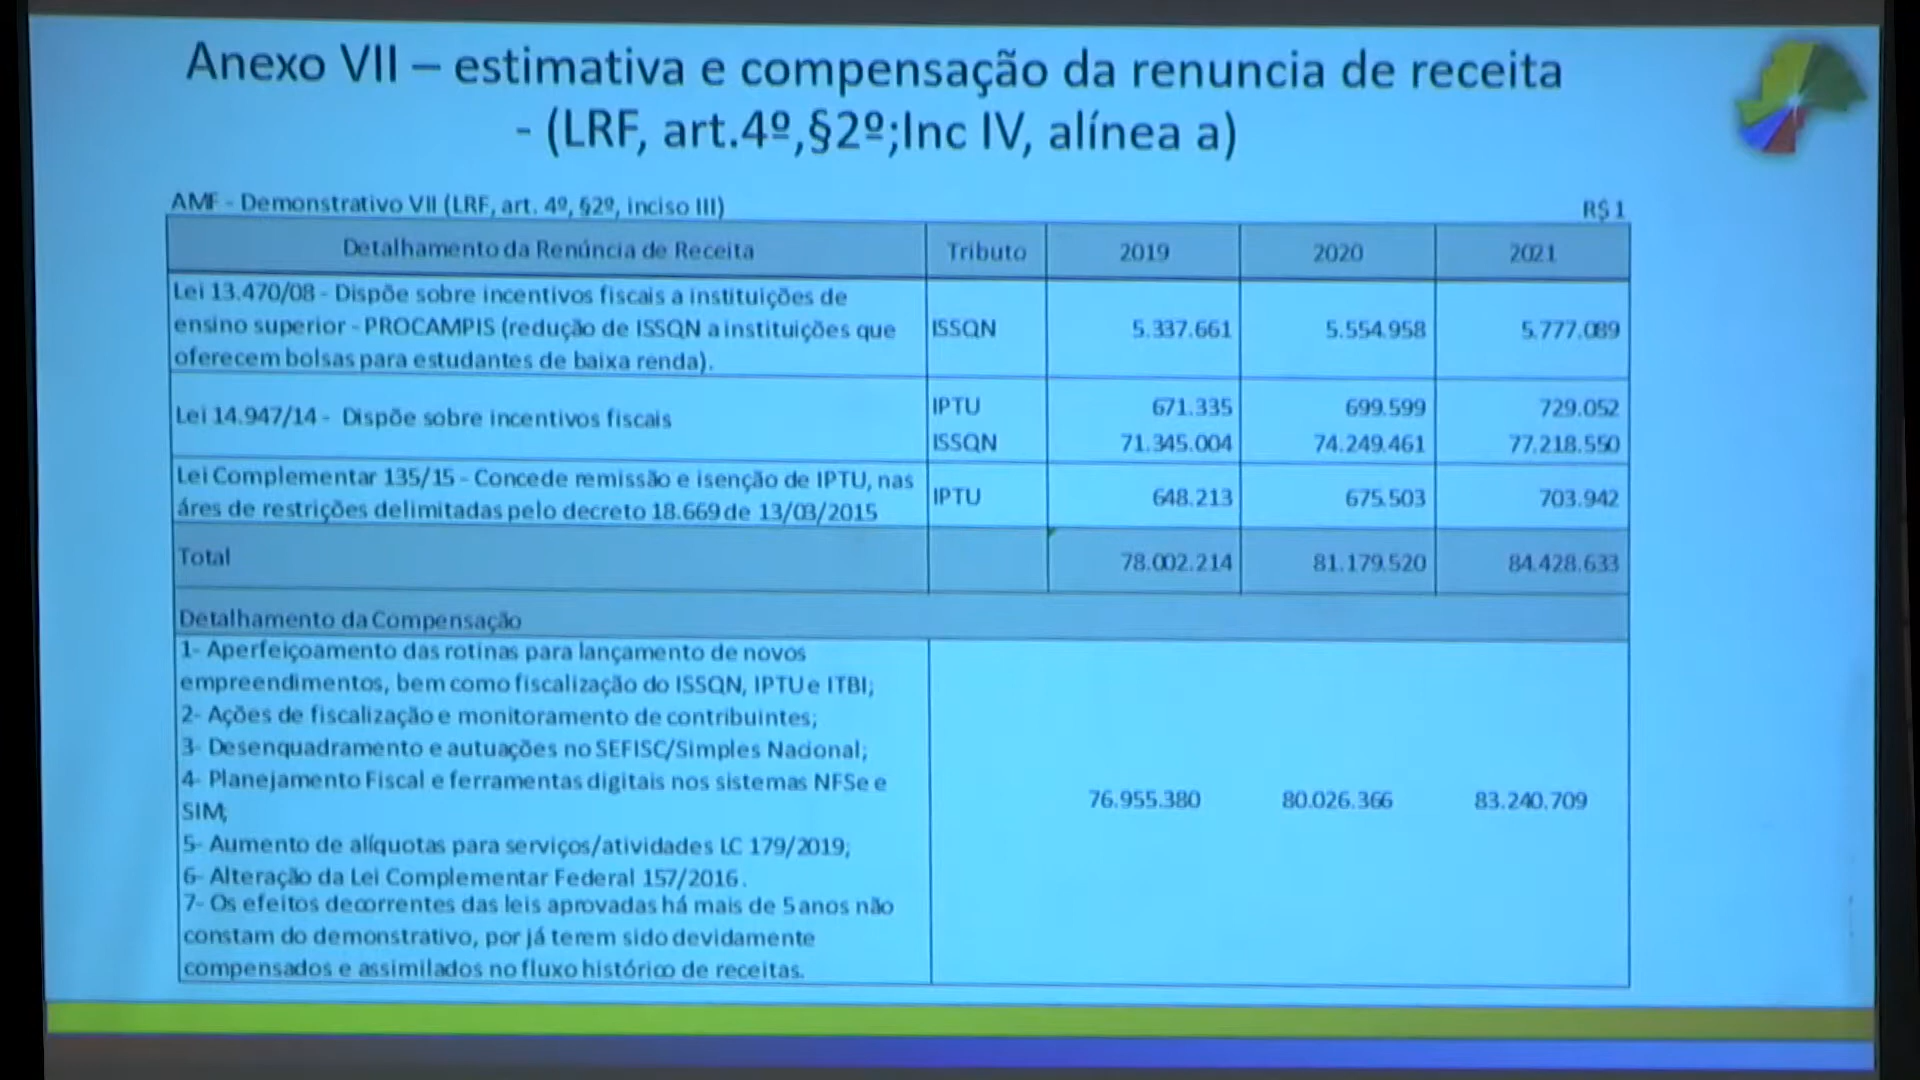 Anexo VII – estimativa e compensação da renuncia de receita
- (LRF, art.4º,§2º;Inc IV, alínea a)
AMF - Demonstrativo VII (LRF, art. 4º, §2º, inciso III) R$ 1
Detalhamento da Renúncia de Receita Tributo 2019 2020 2021
Lei 13.470/08 - Dispõe sobre incentivos fiscais a instituições de
ensino superior - PROCAMPIS (redução de ISSQN a instituições que ISSQN 5.337.661 5.554.958 5.777.089
oferecem bolsas para estudantes de baixa renda).
Lei 14.947/14 - Dispõe sobre incentivos fiscais
IPTU 671.335 699.599 729.052
ISSQN 71.345.004 74.249.461 77.218.550
Lei Complementar 135/15 - Concede remissão e isenção de IPTU, nas
áres de restrições delimitadas pelo decreto 18.669 de 13/03/2015
IPTU 648.213 675.503 703.942
Total 78.002.214 81.179.520 84.428.633
Detalhamento da Compensação
1- Aperfeiçoamento das rotinas para lançamento de novos
empreendimentos, bem como fiscalização do ISSQN, IPTU e ITBI;
2- Ações de fiscalização e monitoramento de contribuintes;
3- Desenquadramento e autuações no SEFISC/Simples Nacional;
4- Planejamento Fiscal e ferramentas digitais nos sistemas NFSe e
SIM;
76.955.380 80.026.366 83.240.709
5- Aumento de alíquotas para serviços/atividades LC 179/2019;
6- Alteração da Lei Complementar Federal 157/2016.
7- Os efeitos decorrentes das leis aprovadas há mais de 5 anos não
constam do demonstrativo, por já terem sido devidamente
compensados e assimilados no fluxo histórico de receitas.